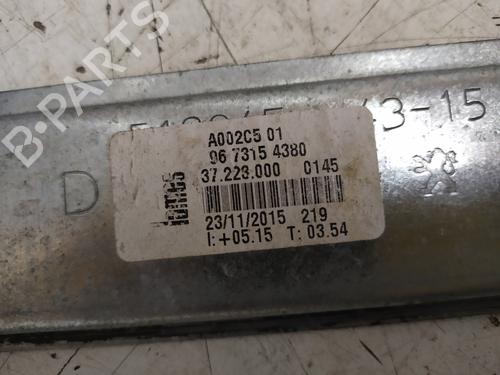 B-PARTS
A002C5 01
96 7315 4380
37.223.000 0145
23/11/2015 219
I:+05.15 T: 03.54
D
43-15